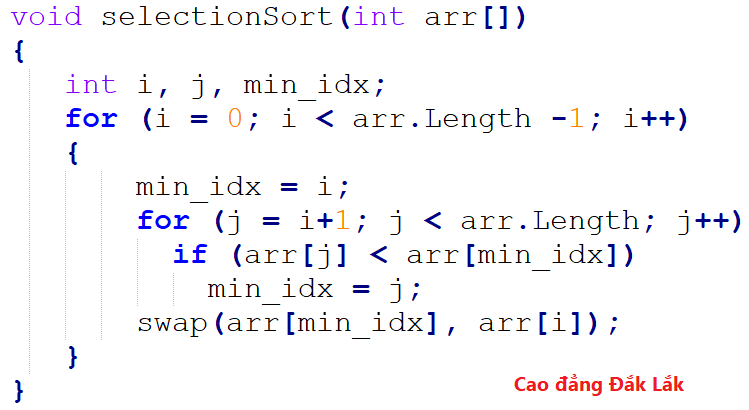 void selectionSort(int arr[])
{
int i, j, min_idx;
for (i = 0; i < arr.Length -1; i++)
{
min_idx = i;
for (j = i+1; j < arr.Length; j++)
if (arr[j] < arr[min_idx])
min_idx = j;
swap(arr[min_idx], arr[i]);
}
}
Cao đẳng Đắk Lắk